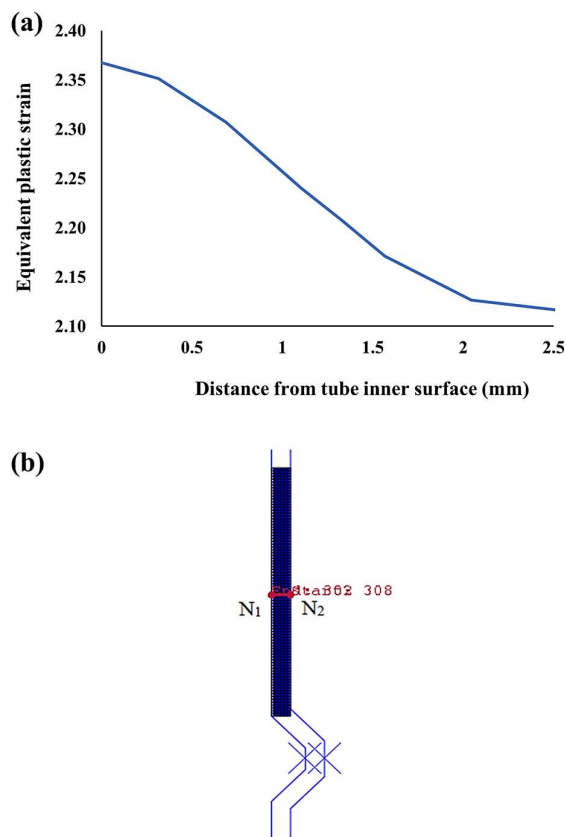 (a)
Equivalent plastic strain
2.40
2.35
2.30
2.25
2.20
2.15
2.10
0 0.5 1 1.5 2 2.5
Distance from tube inner surface (mm)
(b)
308
N1 N2